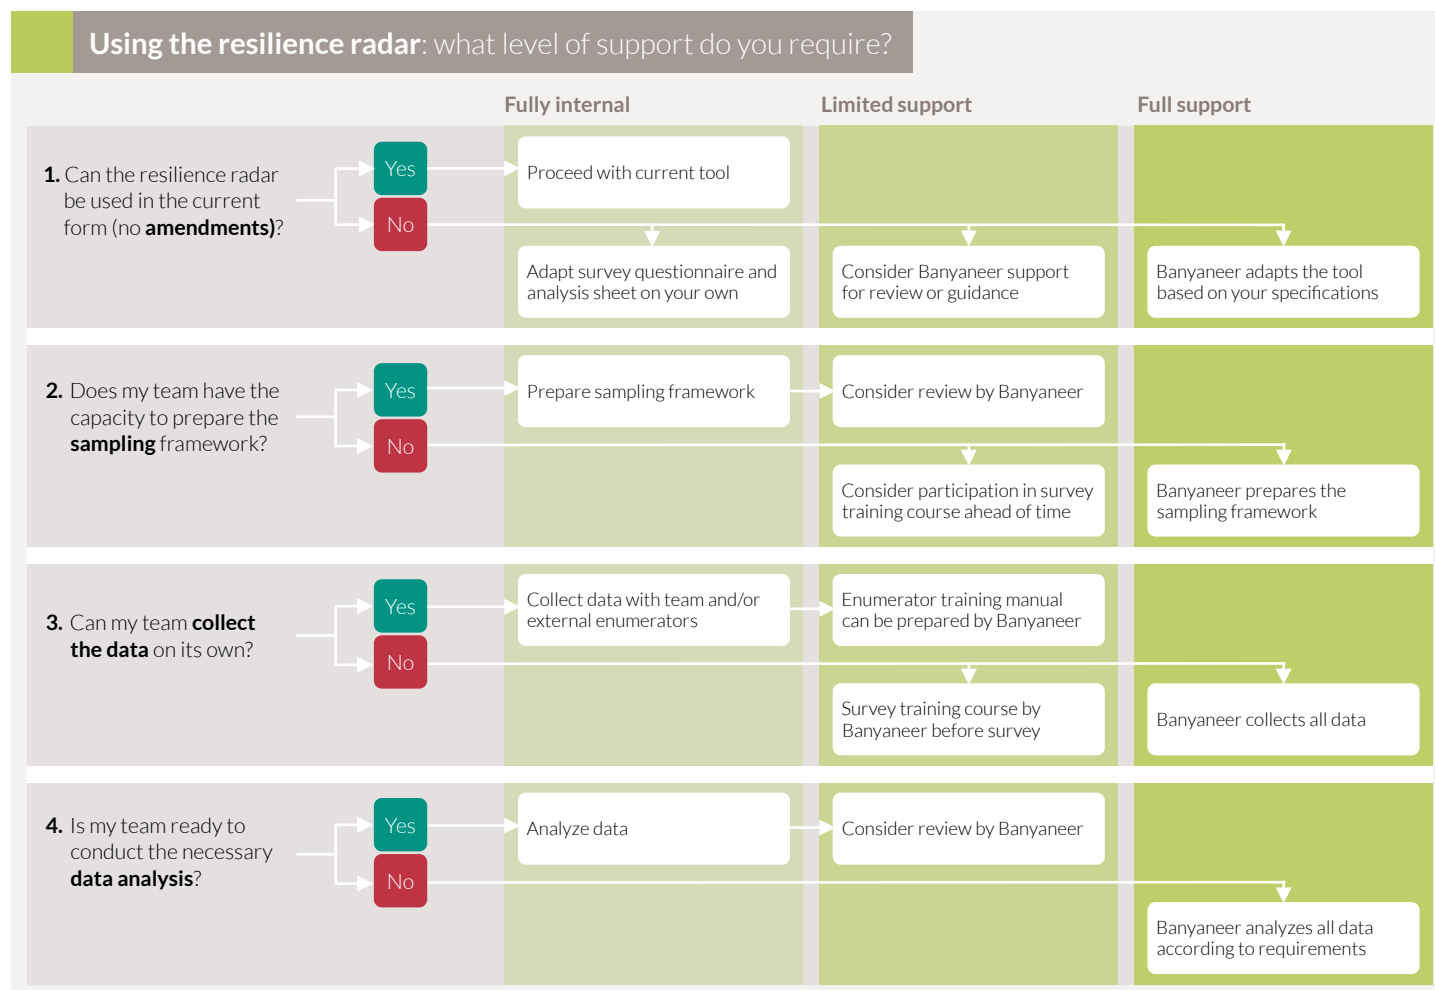 Using the resilience radar: what level of support do you require?
Fully internal
Limited support
Full support
1. Can the resilience radar
be used in the current
form (no amendments)?
Yes
No
Proceed with current tool
Adapt survey questionnaire and
analysis sheet on your own
Consider Banyaneer support
for review or guidance
Banyaneer adapts the tool
based on your specifications
2. Does my team have the
capacity to prepare the
sampling framework?
Yes
No
Prepare sampling framework
Consider review by Banyaneer
Consider participation in survey
training course ahead of time
Banyaneer prepares the
sampling framework
3. Can my team collect
the data on its own?
Yes
No
Collect data with team and/or
external enumerators
Enumerator training manual
can be prepared by Banyaneer
Survey training course by
Banyaneer before survey
Banyaneer collects all data
4. Is my team ready to
conduct the necessary
data analysis?
Yes
No
Analyze data
Consider review by Banyaneer
Banyaneer analyzes all data
according to requirements